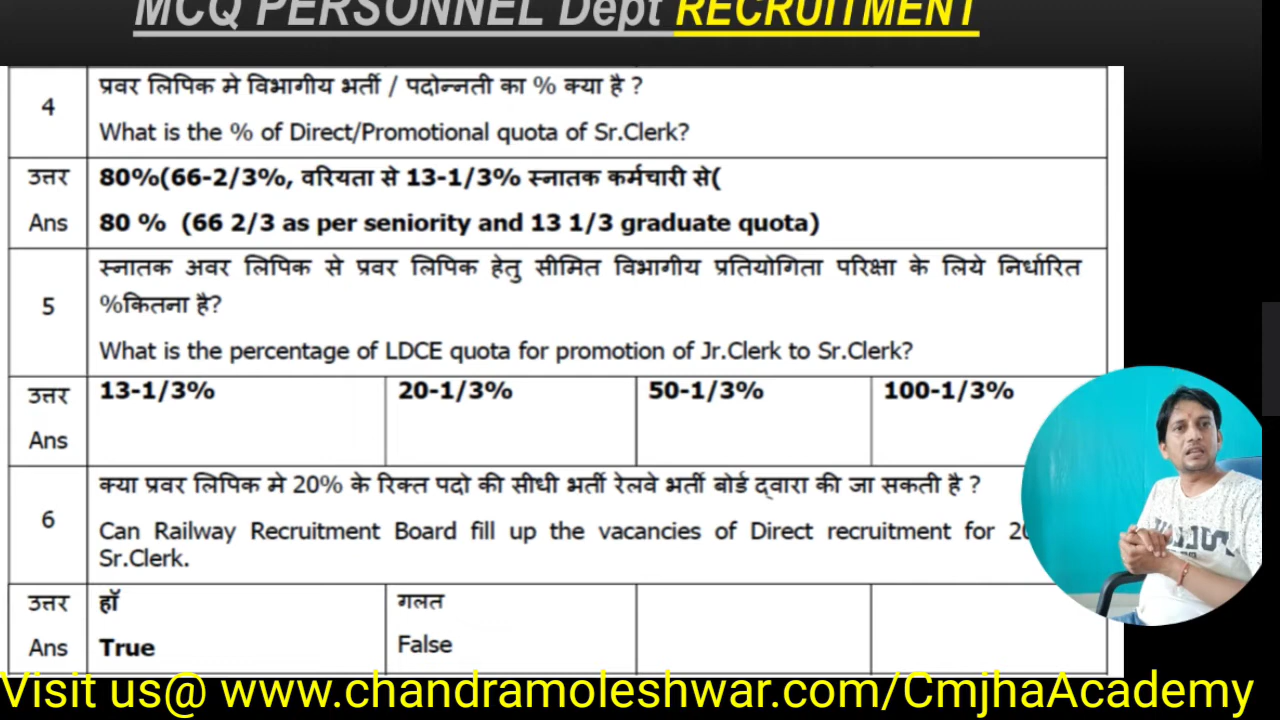 MCQ PERSONNEL Dept RECRUITMENT
4
प्रवर लिपिक मे विभागीय भर्ती / पदोन्नती का % क्या है ?
What is the % of Direct/Promotional quota of Sr.Clerk?
उत्तर
80%(66-2/3%, वरियता से 13-1/3% स्नातक कर्मचारी से(
Ans
80 % (66 2/3 as per seniority and 13 1/3 graduate quota)
5
स्नातक अवर लिपिक से प्रवर लिपिक हेतु सीमित विभागीय प्रतियोगिता परिक्षा के लिये निर्धारित
%कितना है?
What is the percentage of LDCE quota for promotion of Jr.Clerk to Sr.Clerk?
उत्तर 13-1/3% 20-1/3% 50-1/3% 100-1/3%
Ans
6
क्या प्रवर लिपिक मे 20% के रिक्त पदो की सीधी भर्ती रेलवे भर्ती बोर्ड द्वारा की जा सकती है ?
Can Railway Recruitment Board fill up the vacancies of Direct recruitment for
Sr.Clerk.
उत्तर हॉ गलत
Ans True False
Visit us@ www.chandramoleshwar.com/CmjhaAcademy